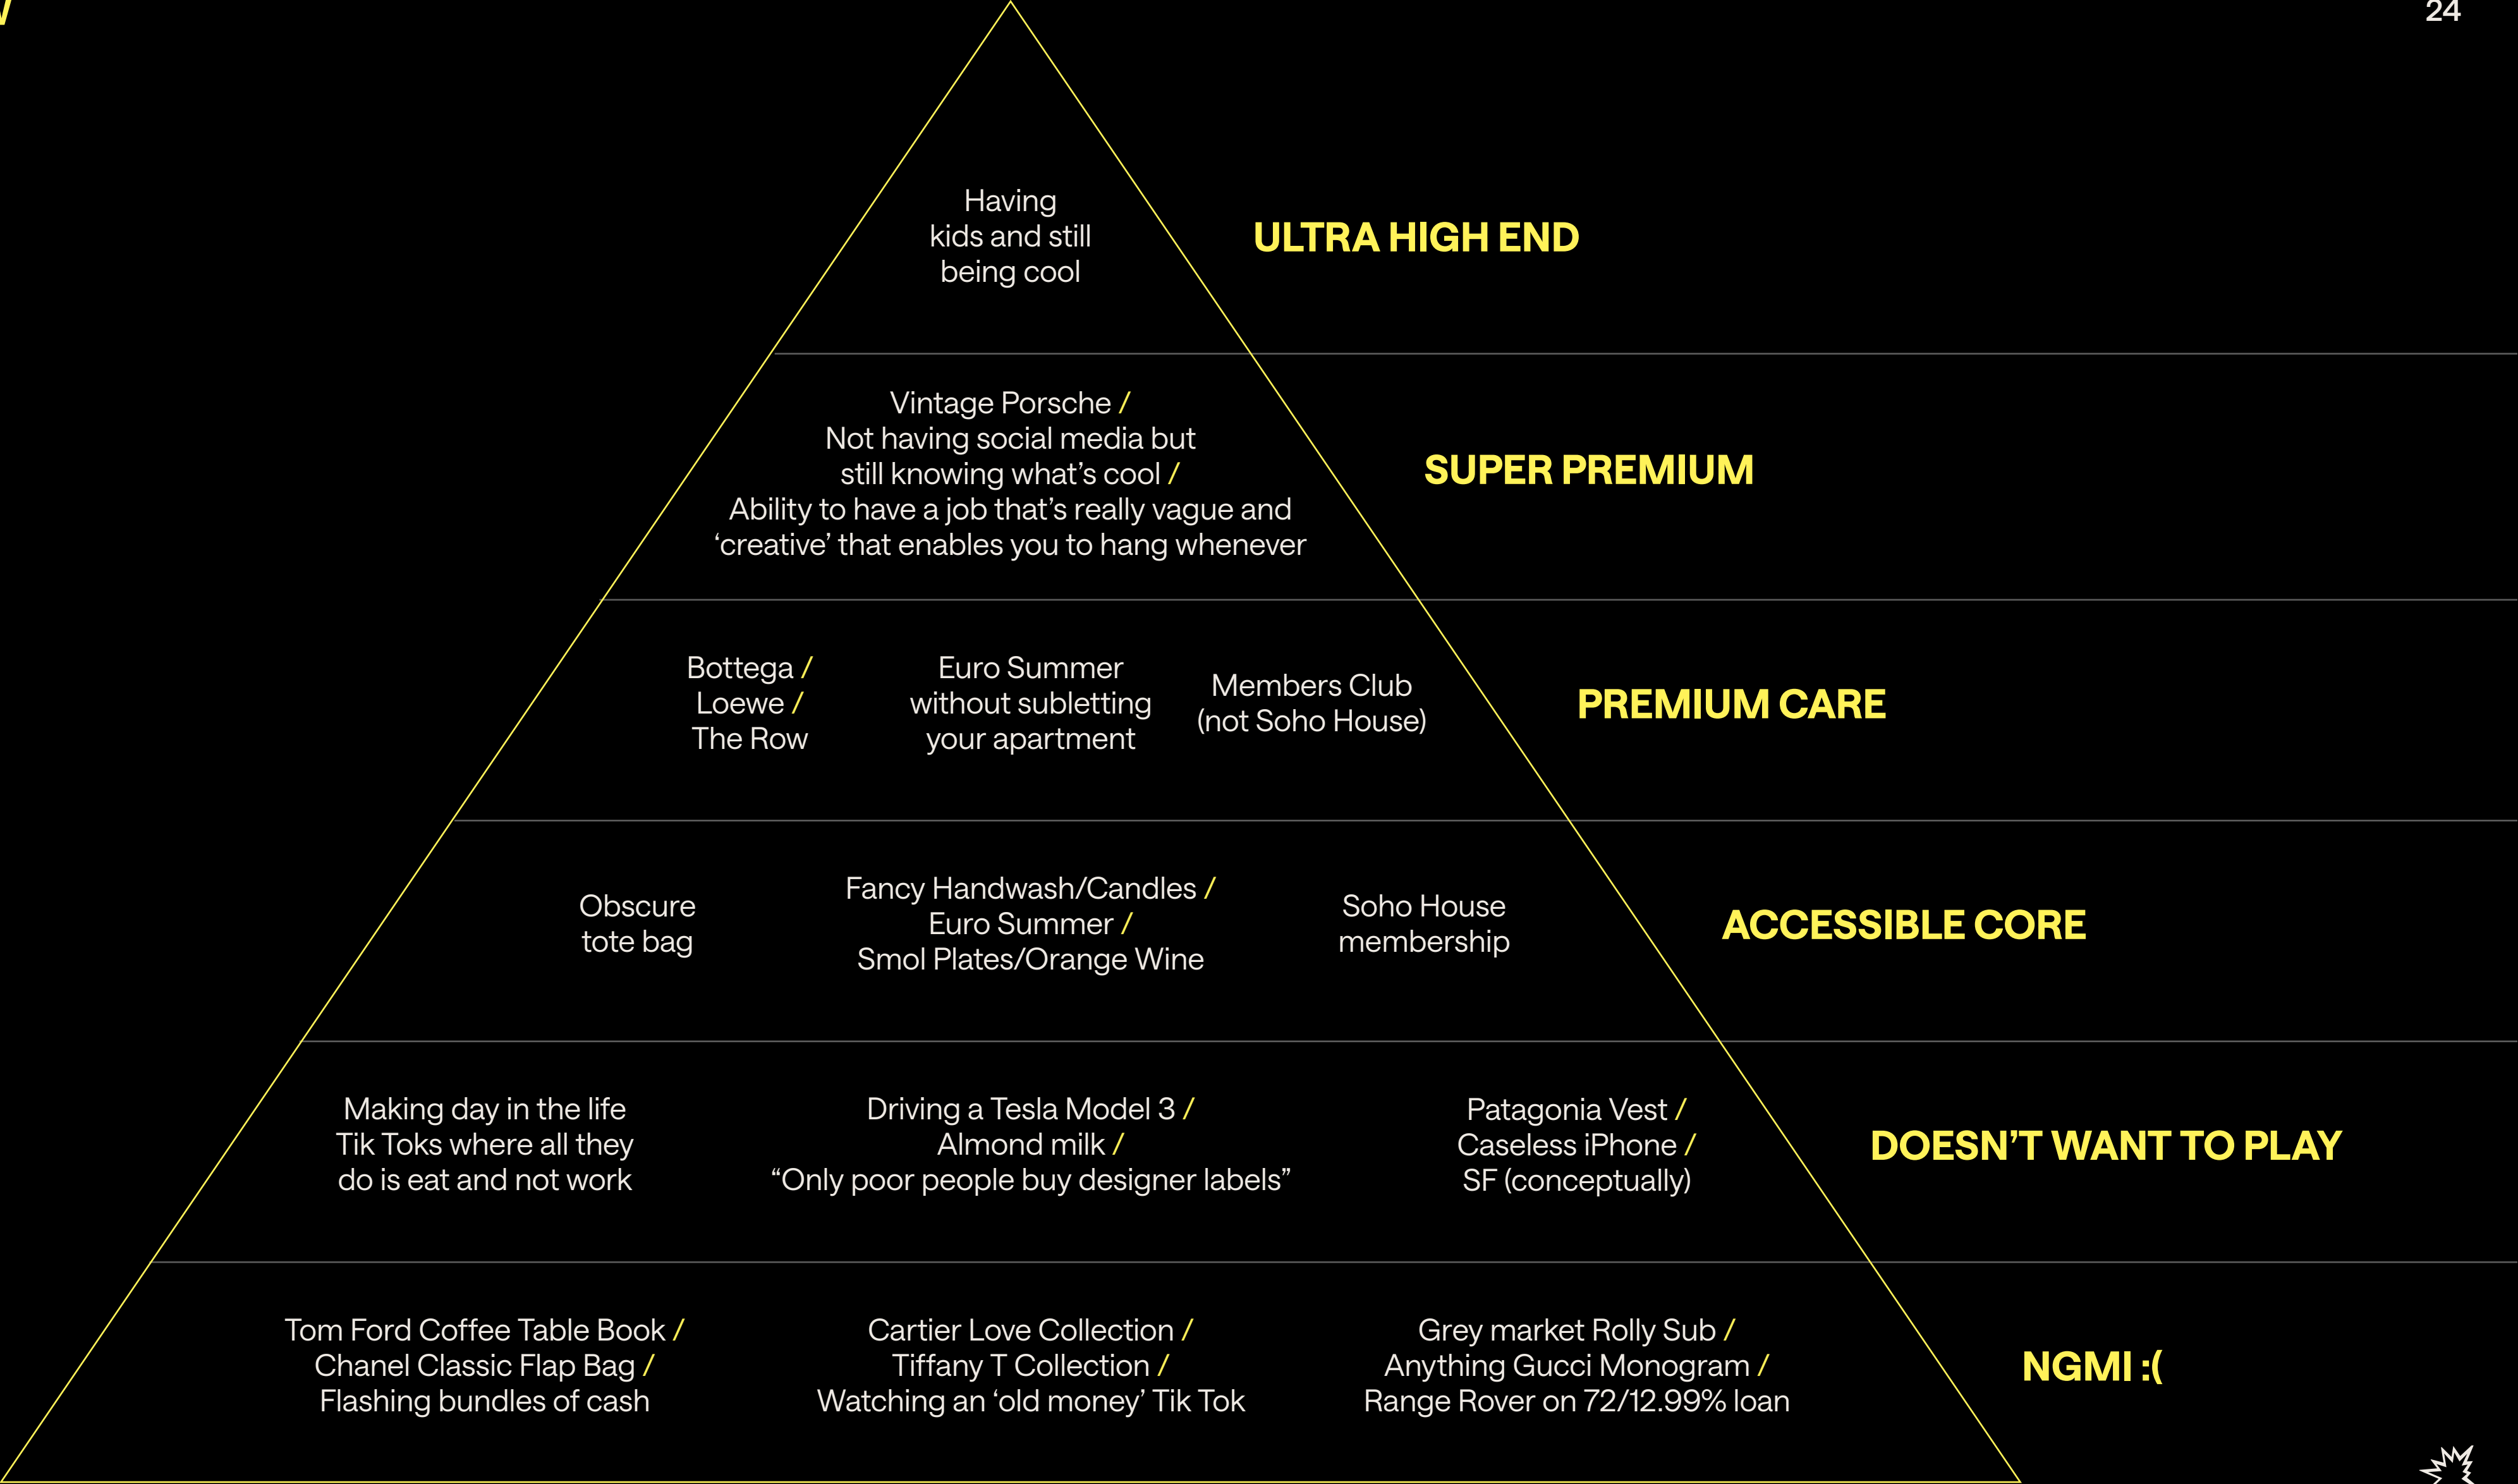 24
Having
kids and still
being cool
ULTRA HIGH END
Vintage Porsche /
Not having social media but
still knowing what’s cool /
Ability to have a job that’s really vague and
‘creative’ that enables you to hang whenever
SUPER PREMIUM
Bottega /
Loewe /
The Row
Euro Summer
without subletting
your apartment
Members Club
(not Soho House)
PREMIUM CARE
Obscure
tote bag
Fancy Handwash/Candles /
Euro Summer /
Smol Plates/Orange Wine
Soho House
membership
ACCESSIBLE CORE
Making day in the life
Tik Toks where all they
do is eat and not work
Driving a Tesla Model 3 /
Almond milk /
“Only poor people buy designer labels”
Patagonia Vest /
Caseless iPhone /
SF (conceptually)
DOESN’T WANT TO PLAY
Tom Ford Coffee Table Book /
Chanel Classic Flap Bag /
Flashing bundles of cash
Cartier Love Collection /
Tiffany T Collection /
Watching an ‘old money’ Tik Tok
Grey market Rolly Sub /
Anything Gucci Monogram /
Range Rover on 72/12.99% loan
NGMI :(